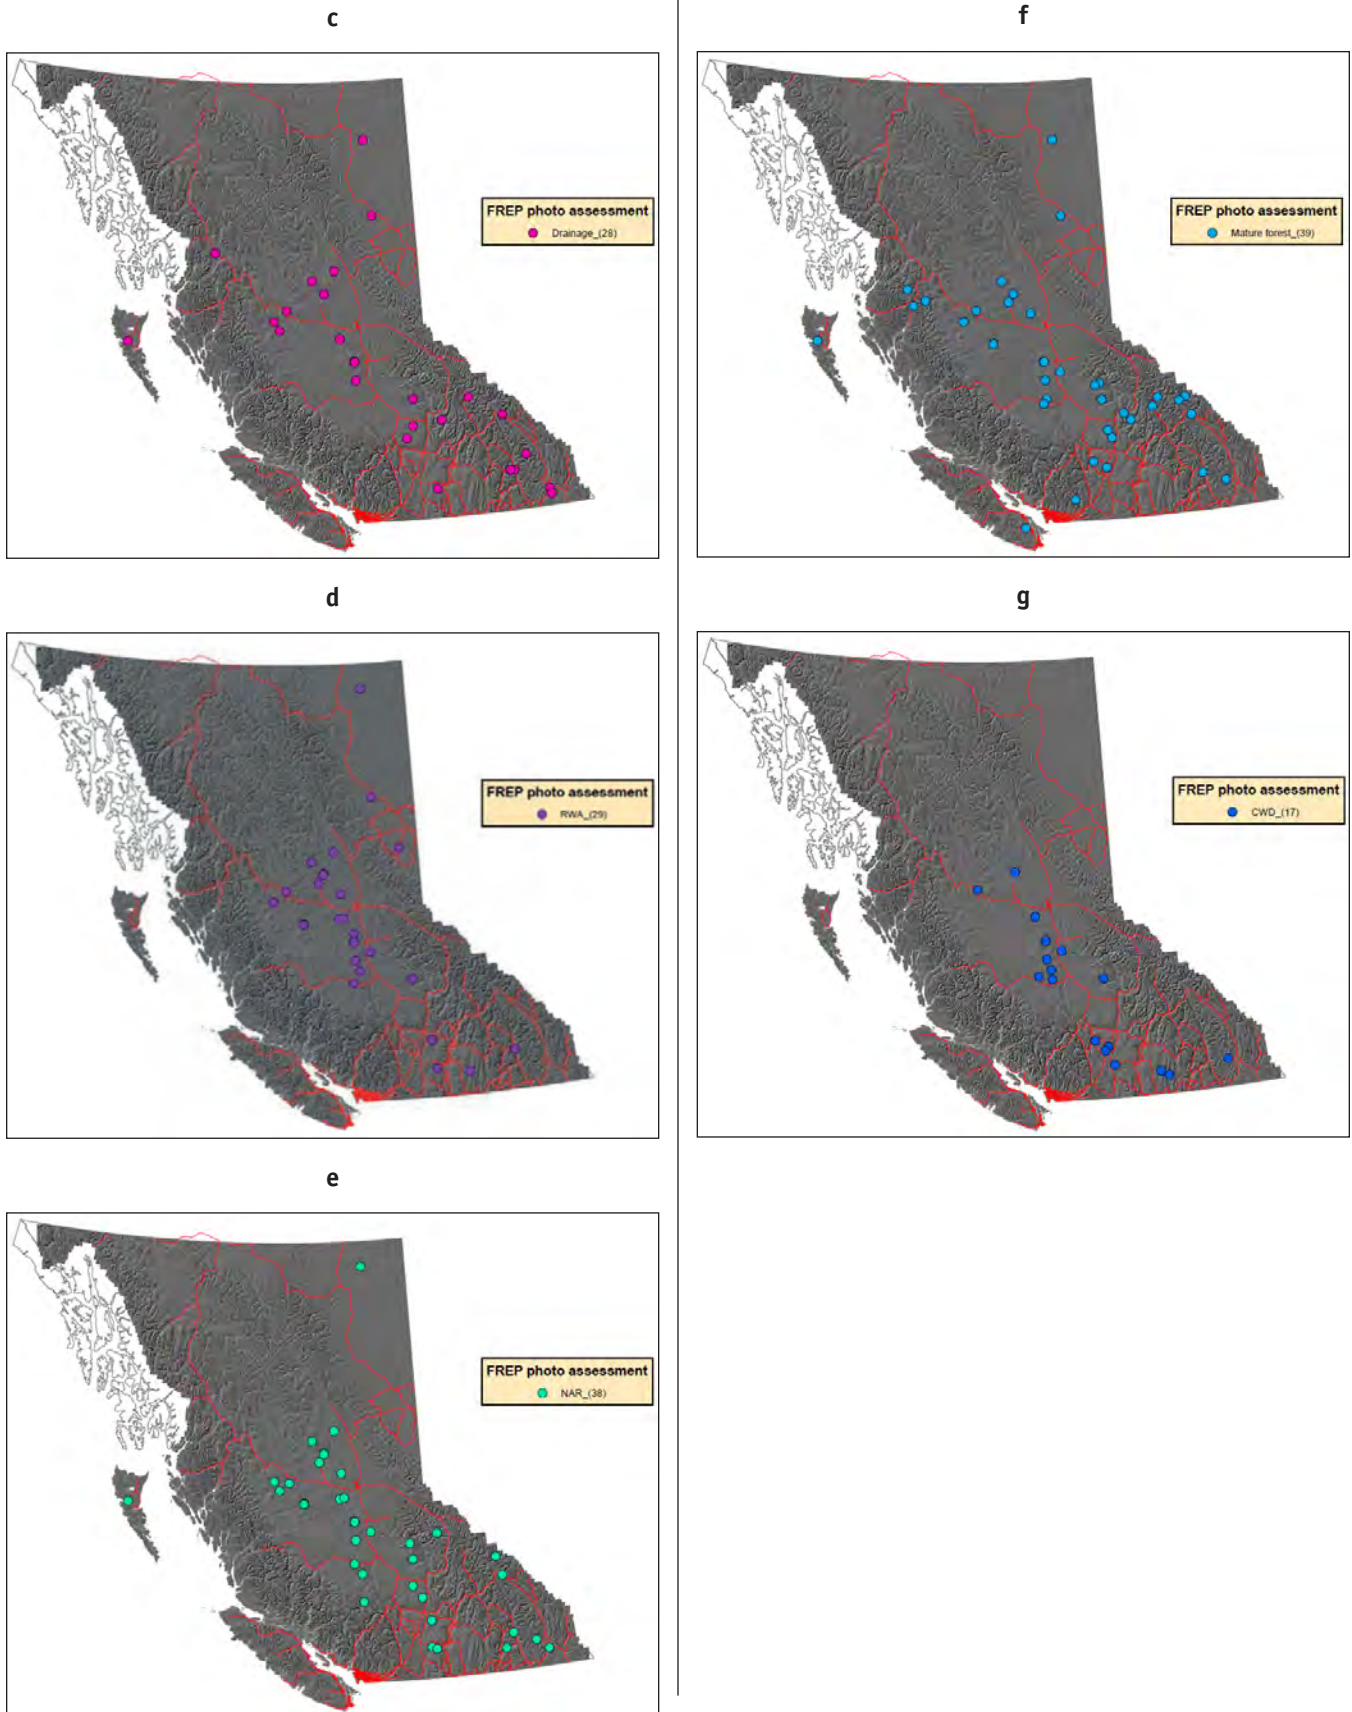 c
FREP photo assessment
Drainage_(28)
d
FREP photo assessment
RWA_(29)
e
FREP photo assessment
NAR_(38)
f
FREP photo assessment
Mature forest_(39)
g
FREP photo assessment
CWD_(17)